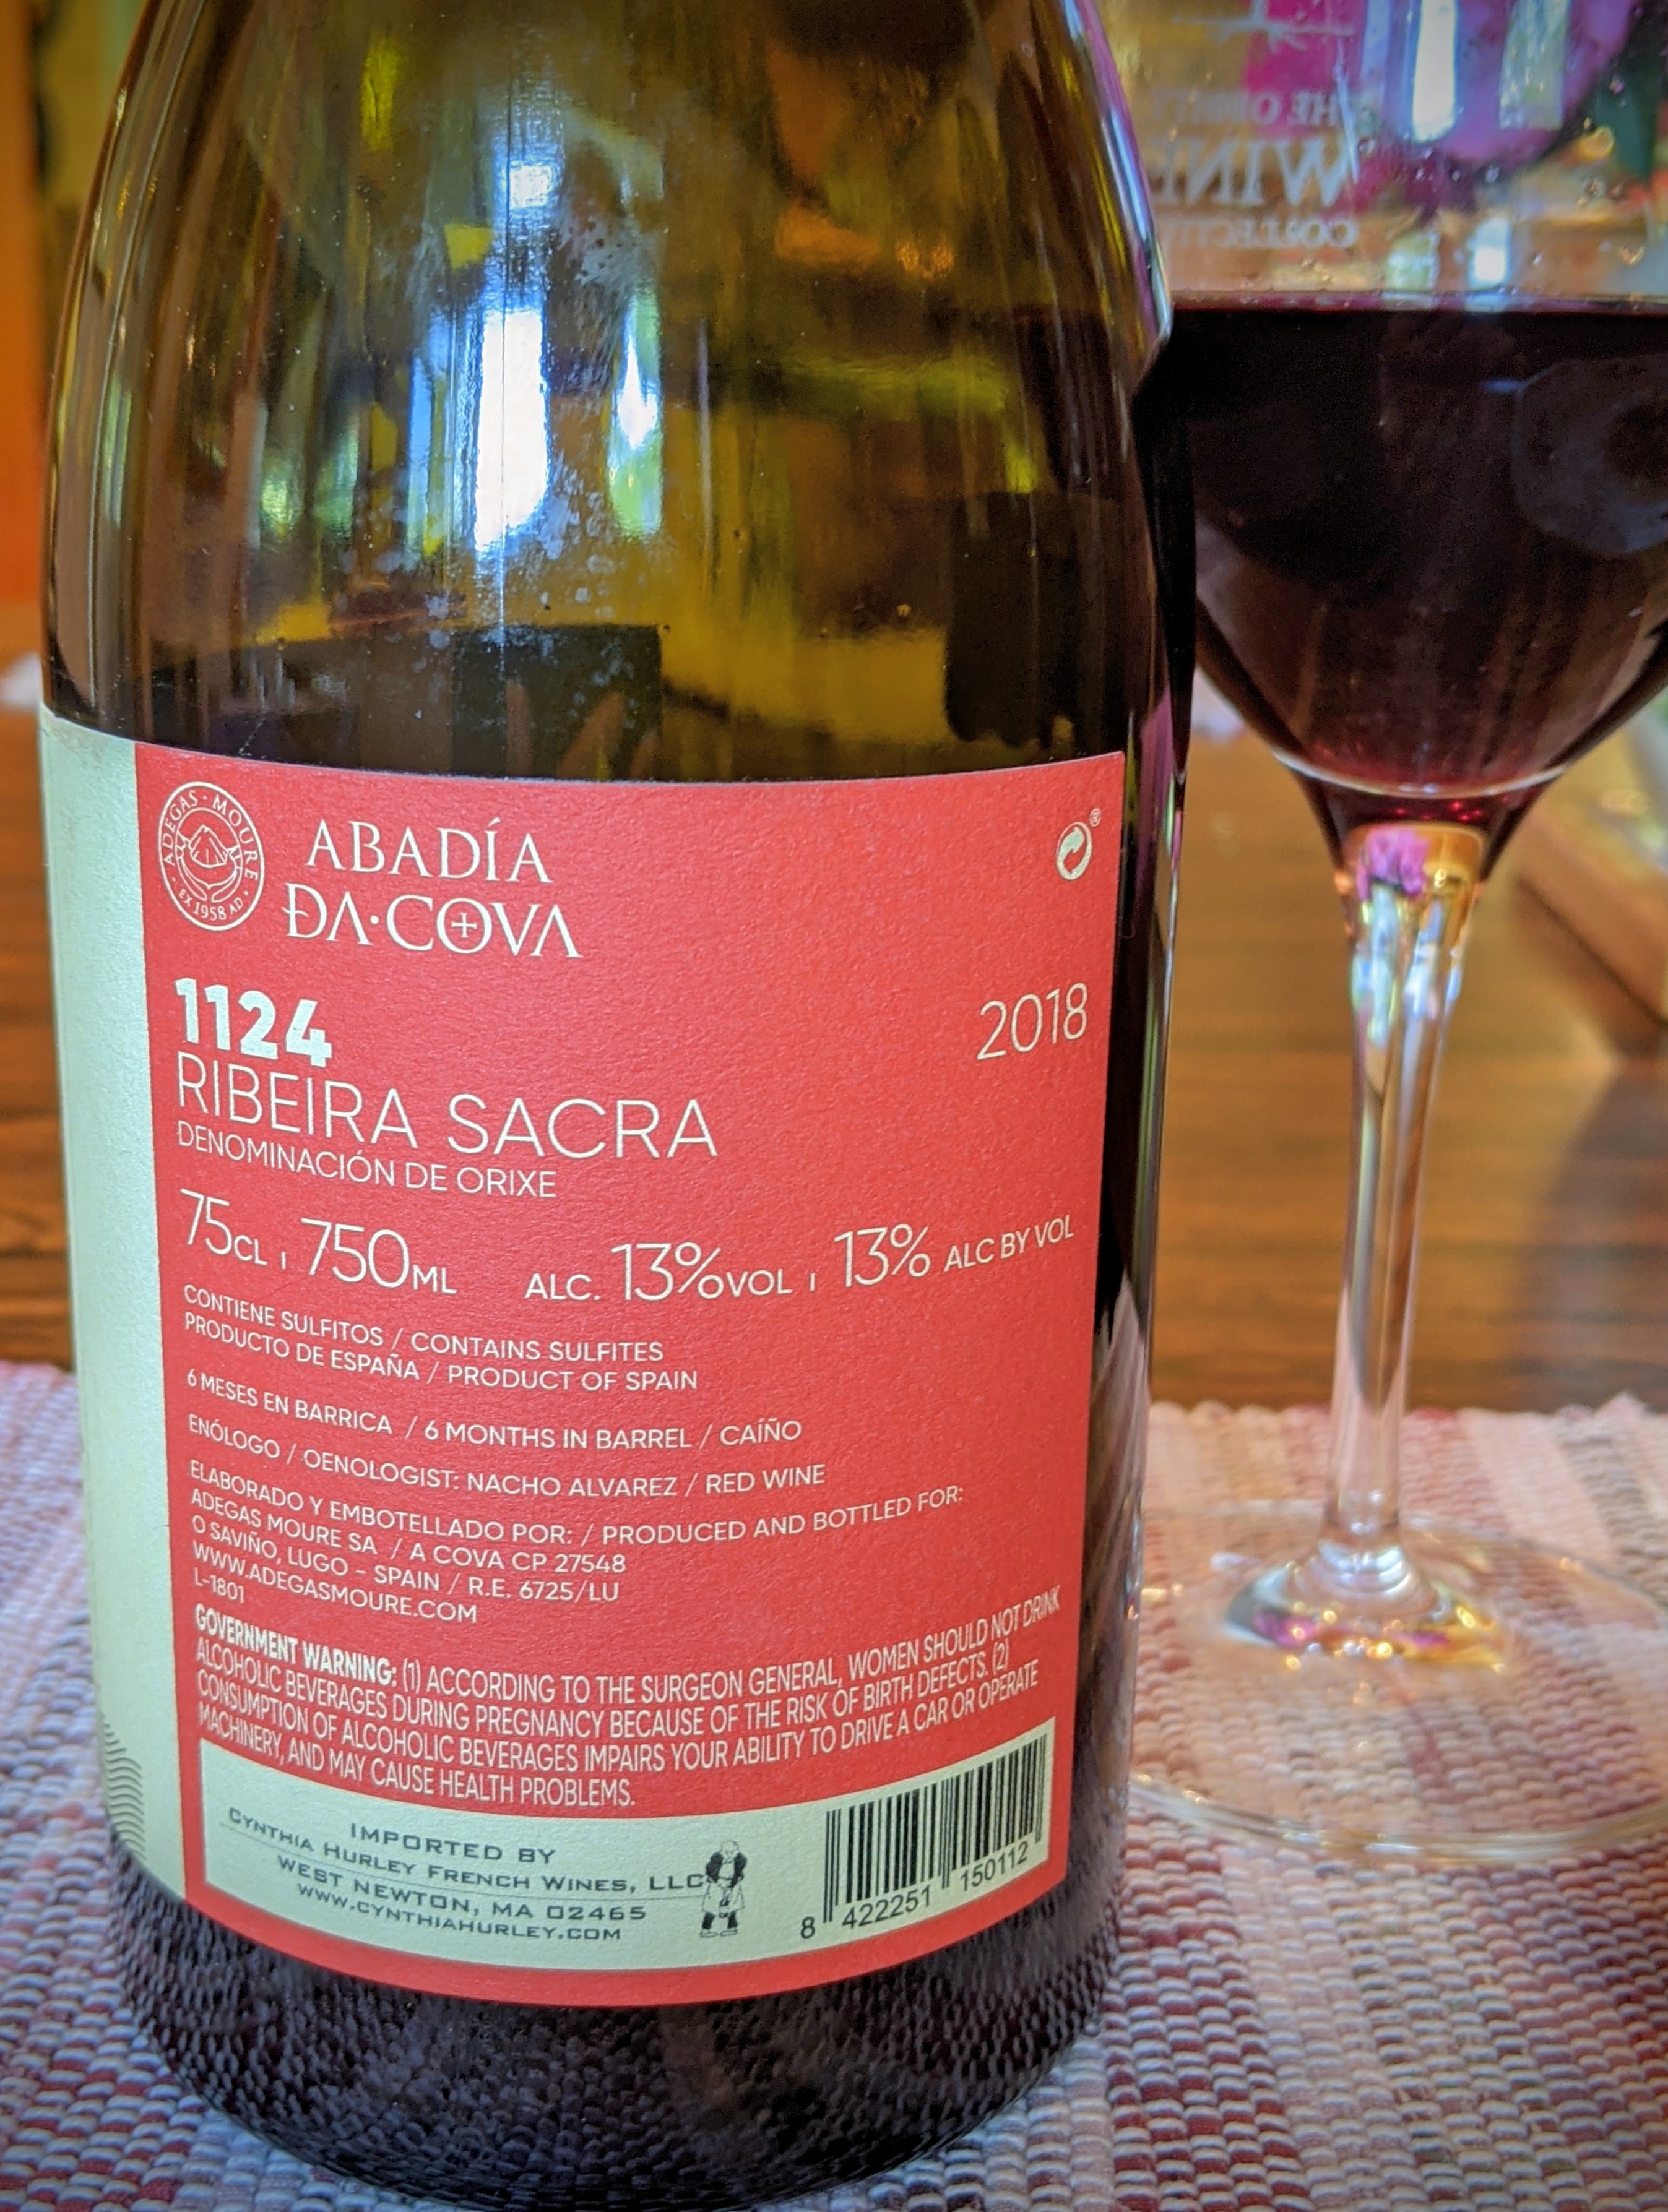 ADEGAS · MOURE · EX 1958 AD ·
ABADÍA
DA·COVA
®
1124
2018
RIBEIRA SACRA
DENOMINACIÓN DE ORIXE
75CL | 750ML ALC. 13%VOL | 13% ALC BY VOL
CONTIENE SULFITOS / CONTAINS SULFITES
PRODUCTO DE ESPAÑA / PRODUCT OF SPAIN
6 MESES EN BARRICA / 6 MONTHS IN BARREL / CAÍÑO
ENÓLOGO / OENOLOGIST: NACHO ALVAREZ / RED WINE
ELABORADO Y EMBOTELLADO POR: / PRODUCED AND BOTTLED FOR:
ADEGAS MOURE SA / A COVA CP 27548
O SAVIÑO, LUGO - SPAIN / R.E. 6725/LU
WWW.ADEGASMOURE.COM
L-1801
GOVERNMENT WARNING: (1) ACCORDING TO THE SURGEON GENERAL, WOMEN SHOULD NOT DRINK
ALCOHOLIC BEVERAGES DURING PREGNANCY BECAUSE OF THE RISK OF BIRTH DEFECTS. (2)
CONSUMPTION OF ALCOHOLIC BEVERAGES IMPAIRS YOUR ABILITY TO DRIVE A CAR OR OPERATE
MACHINERY, AND MAY CAUSE HEALTH PROBLEMS.
IMPORTED BY
CYNTHIA HURLEY FRENCH WINES, LLC
WEST NEWTON, MA 02465
WWW.CYNTHIAHURLEY.COM
8 422251 150112
THE
WINE